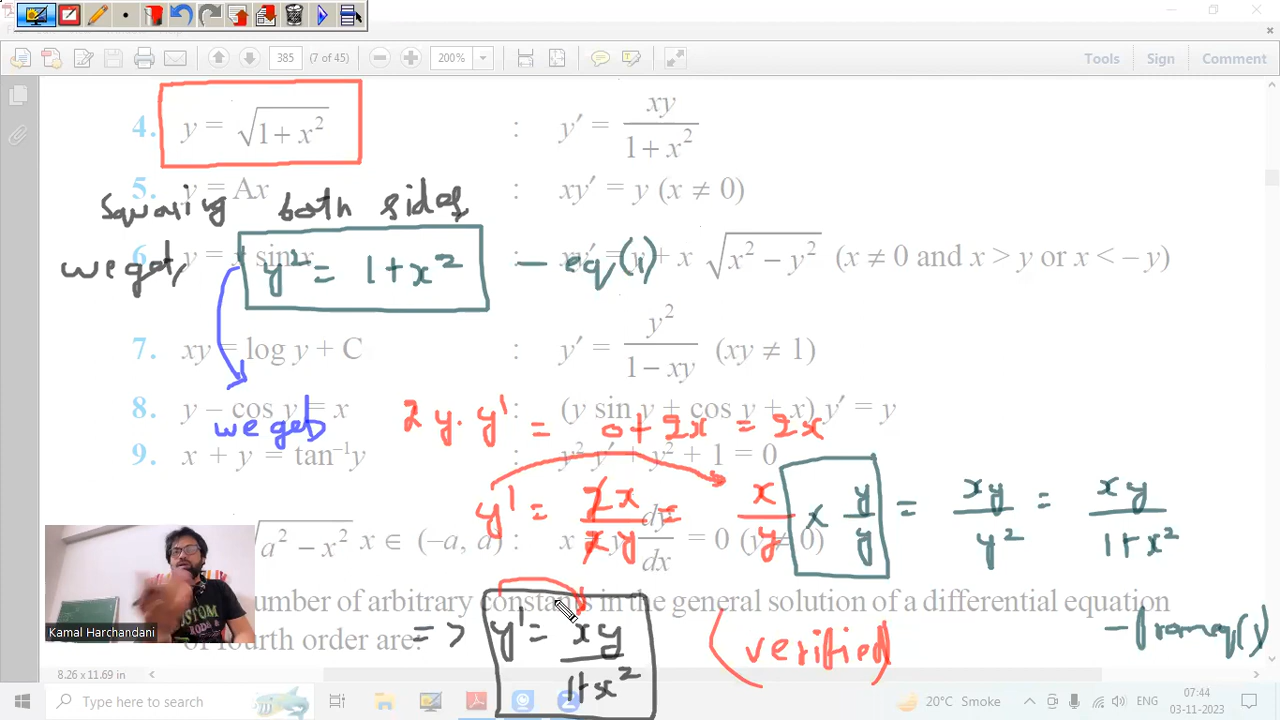 385 (7 of 45) 200% Tools Sign Comment
4. y = √(1 + x²) : y′ = xy/(1 + x²)
5. y = Ax : xy′ = y (x ≠ 0)
Squaring both sides
we get,
6. y = x sin x : xy′ = y + x √(x² – y²) (x ≠ 0 and x > y or x < – y)
y² = 1+x² — eq(1)
7. xy = log y + C : y′ = y²/(1 – xy) (xy ≠ 1)
8. y – cos y = x : (y sin y + cos y + x) y′ = y
we get, 2y.y' = 0+2x = 2x
9. x + y = tan⁻¹y : y² y′ + y² + 1 = 0
y' = 2x/2y = x/y × y/y = xy/y² = xy/1+x²
√(a² – x²) x ∈ (–a, a) : x + y dy/dx = 0 (y ≠ 0)
number of arbitrary constants in the general solution of a differential equation
of fourth order are:
=> y' = xy/1+x² (verified) - from eq(1)
Kamal Harchandani
8.26 x 11.69 in
Type here to search
20°C Smoke
ENG
07:44
03-11-2023